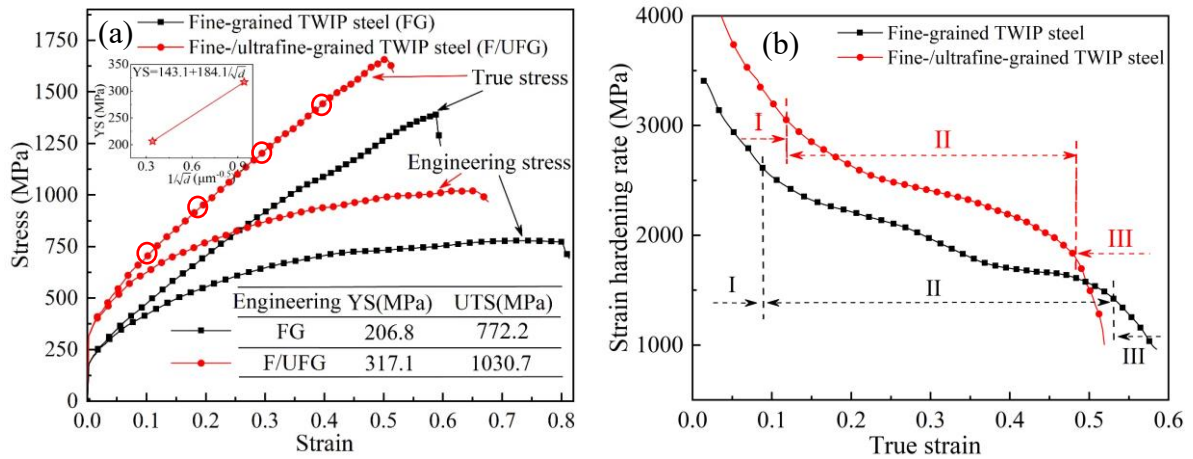 (a)
Fine-grained TWIP steel (FG)
Fine-/ultrafine-grained TWIP steel (F/UFG)
1750
1500
1250
1000
750
500
250
0
Stress (MPa)
350
300
250
200
YS (MPa)
YS=143.1+184.1/√d
0.3
0.6
0.9
1/√d (μm⁻⁰·⁵)
True stress
Engineering stress
Engineering YS(MPa) UTS(MPa)
FG 206.8 772.2
F/UFG 317.1 1030.7
0.0 0.1 0.2 0.3 0.4 0.5 0.6 0.7 0.8
Strain
(b)
Fine-grained TWIP steel
Fine-/ultrafine-grained TWIP steel
4000
3000
2000
1000
Strain hardening rate (MPa)
I
II
III
I
II
III
0.0 0.1 0.2 0.3 0.4 0.5 0.6
True strain